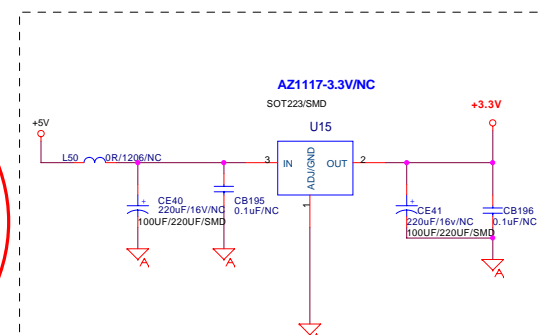 AZ1117-3.3V/NC
SOT223/SMD
+3.3V
+5V
U15
L50
0R/1206/NC
3
IN
ADJ/GND
OUT
2
1
CE40
220uF/16V/NC
100UF/220UF/SMD
CB195
0.1uF/NC
CE41
220uF/16v/NC
100UF/220UF/SMD
CB196
0.1uF/NC
A
A
A
A